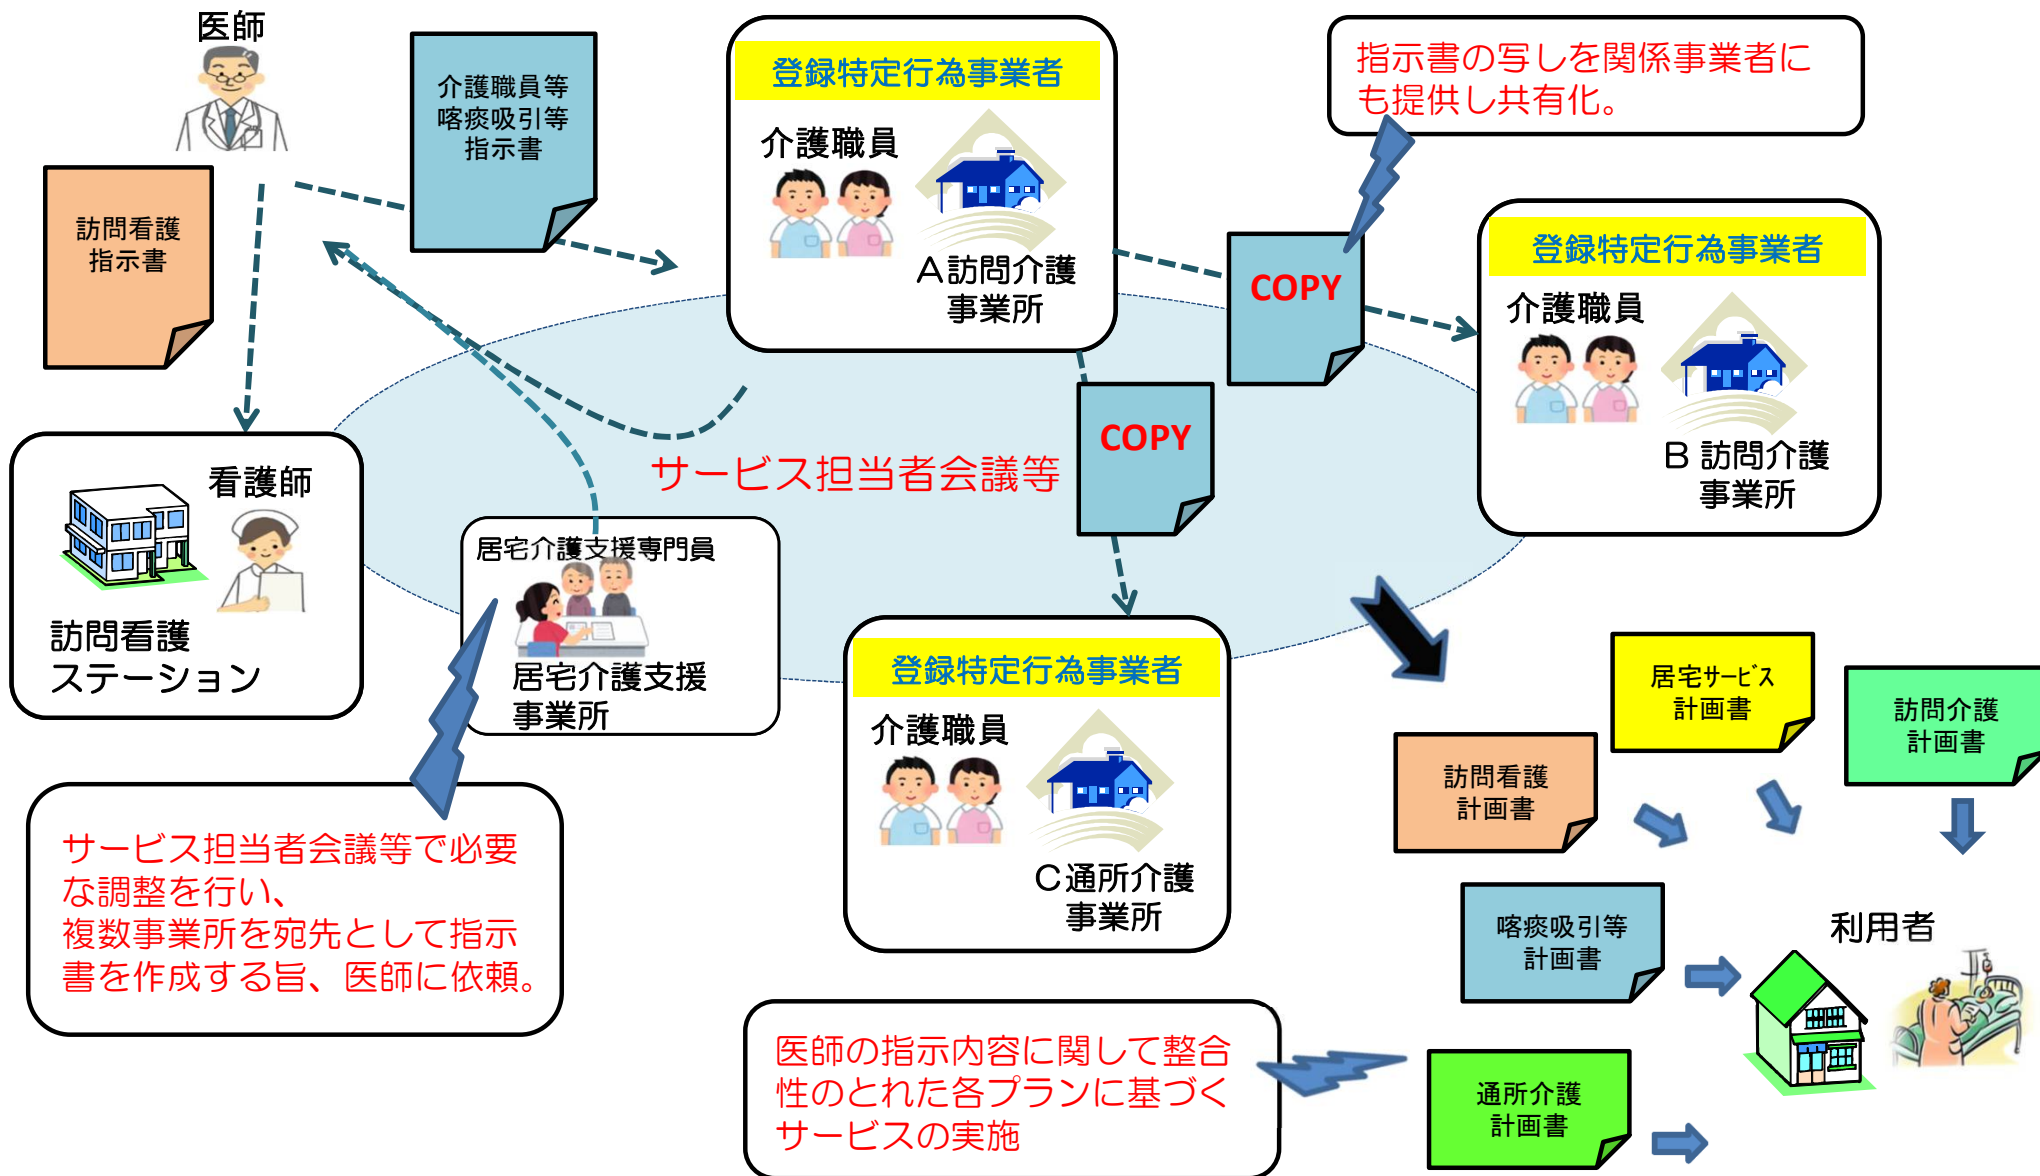 医師
介護職員等
喀痰吸引等
指示書
訪問看護
指示書
登録特定行為事業者
介護職員
A訪問介護
事業所
指示書の写しを関係事業者に
も提供し共有化。
COPY
登録特定行為事業者
介護職員
B 訪問介護
事業所
COPY
サービス担当者会議等
看護師
訪問看護
ステーション
居宅介護支援専門員
居宅介護支援
事業所
登録特定行為事業者
介護職員
C通所介護
事業所
サービス担当者会議等で必要
な調整を行い、
複数事業所を宛先として指示
書を作成する旨、医師に依頼。
居宅サービス
計画書
訪問介護
計画書
訪問看護
計画書
喀痰吸引等
計画書
利用者
医師の指示内容に関して整合
性のとれた各プランに基づく
サービスの実施
通所介護
計画書